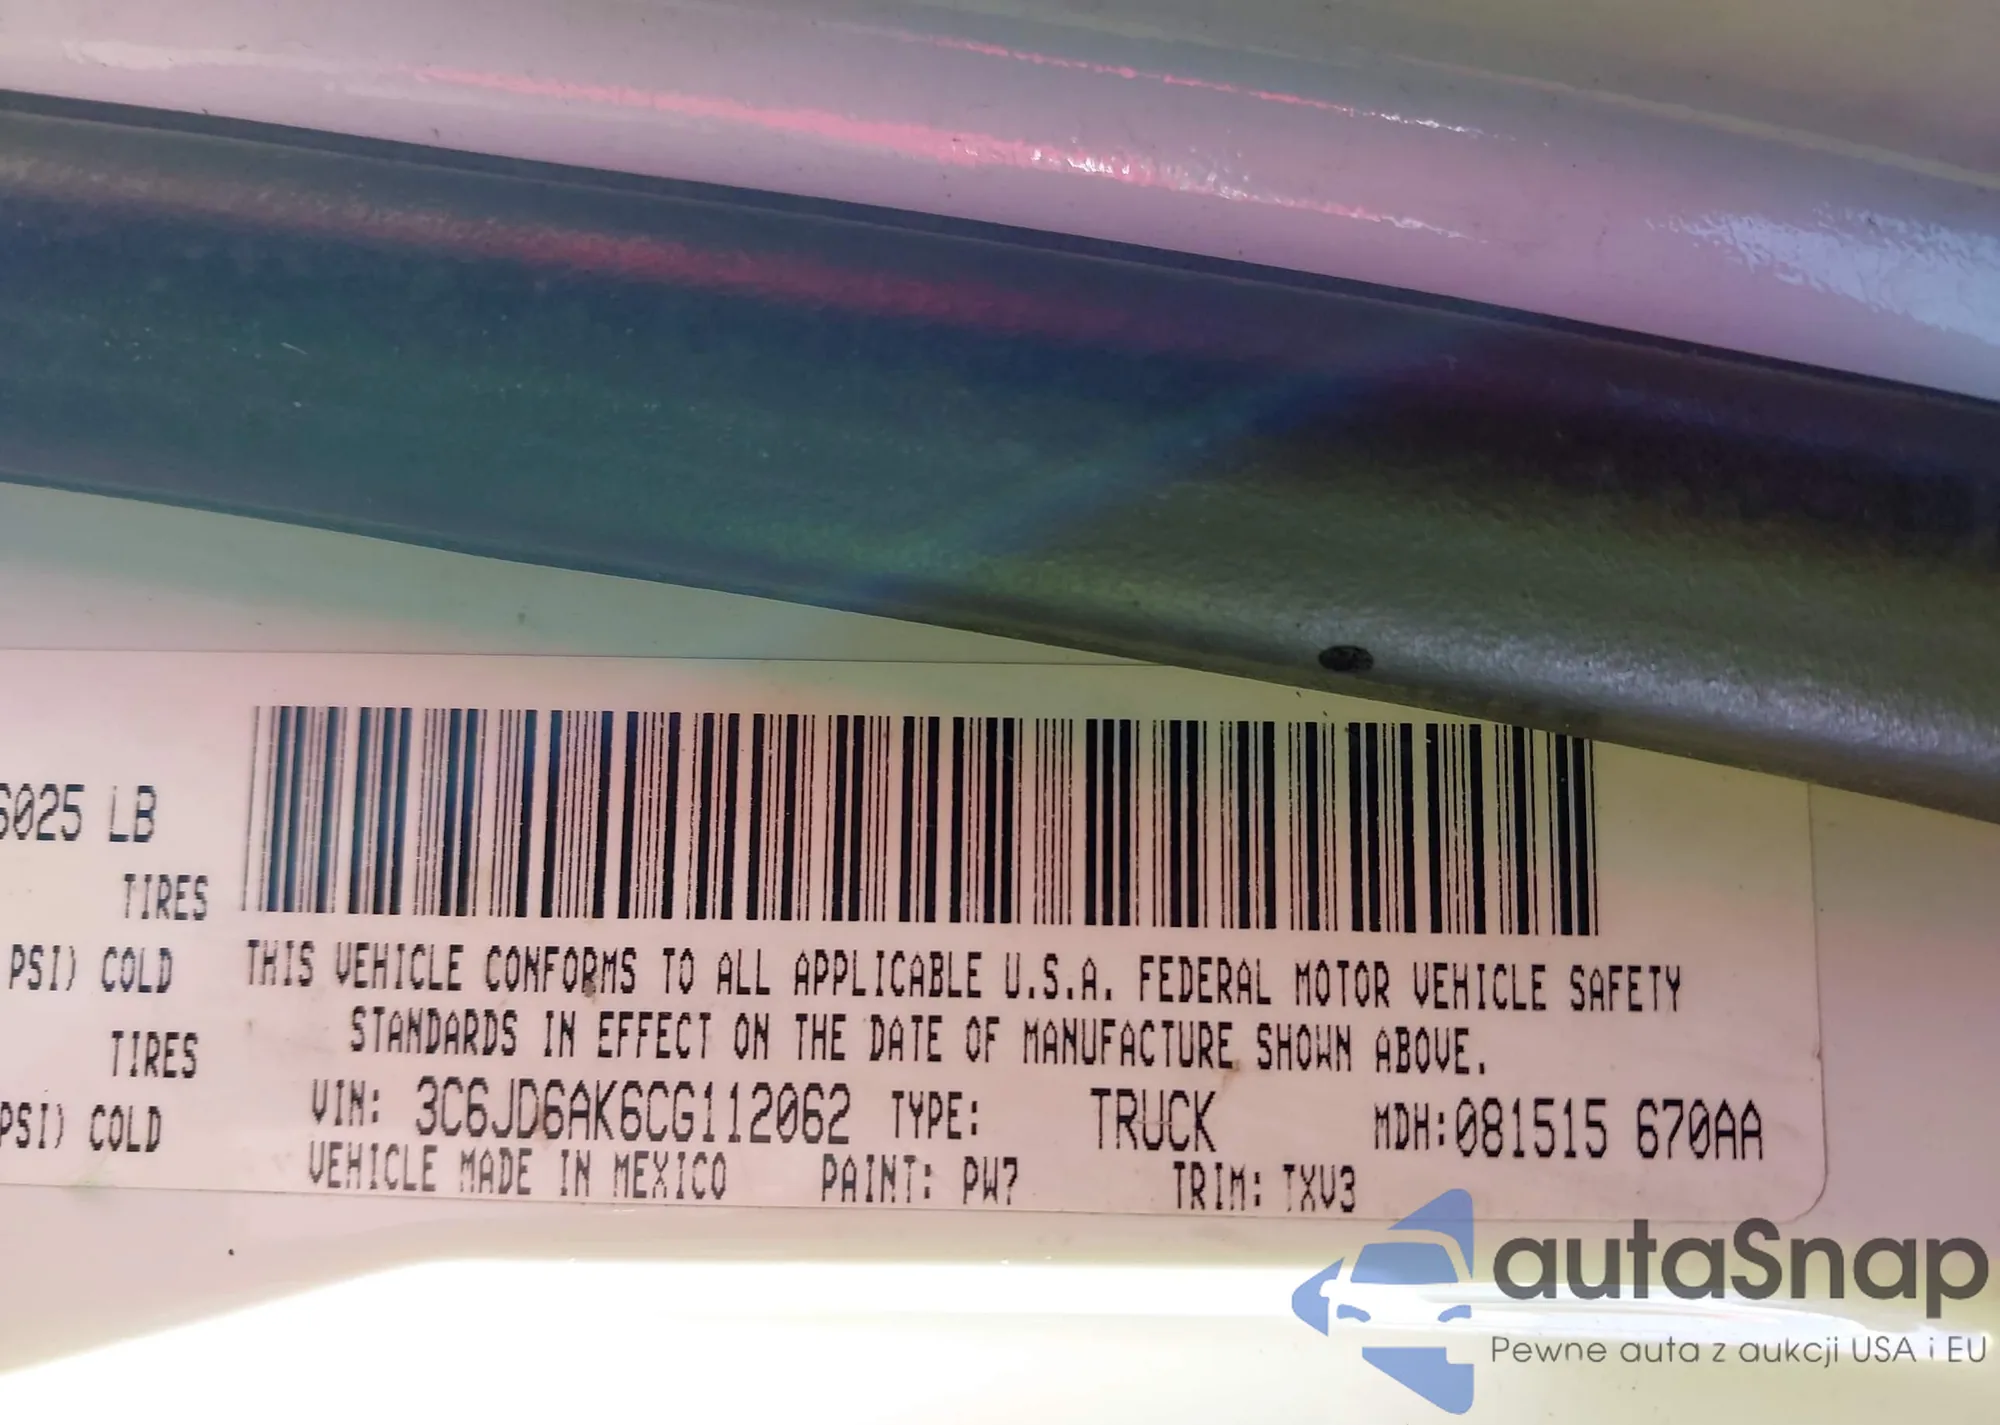 6025 LB
TIRES
PSI) COLD
TIRES
PSI) COLD
THIS VEHICLE CONFORMS TO ALL APPLICABLE U.S.A. FEDERAL MOTOR VEHICLE SAFETY
STANDARDS IN EFFECT ON THE DATE OF MANUFACTURE SHOWN ABOVE.
VIN: 3C6JD6AK6CG112062 TYPE: TRUCK MDH:081515 670AA
VEHICLE MADE IN MEXICO PAINT: PW7 TRIM: TXV3
autaSnap
Pewne auta z aukcji USA i EU